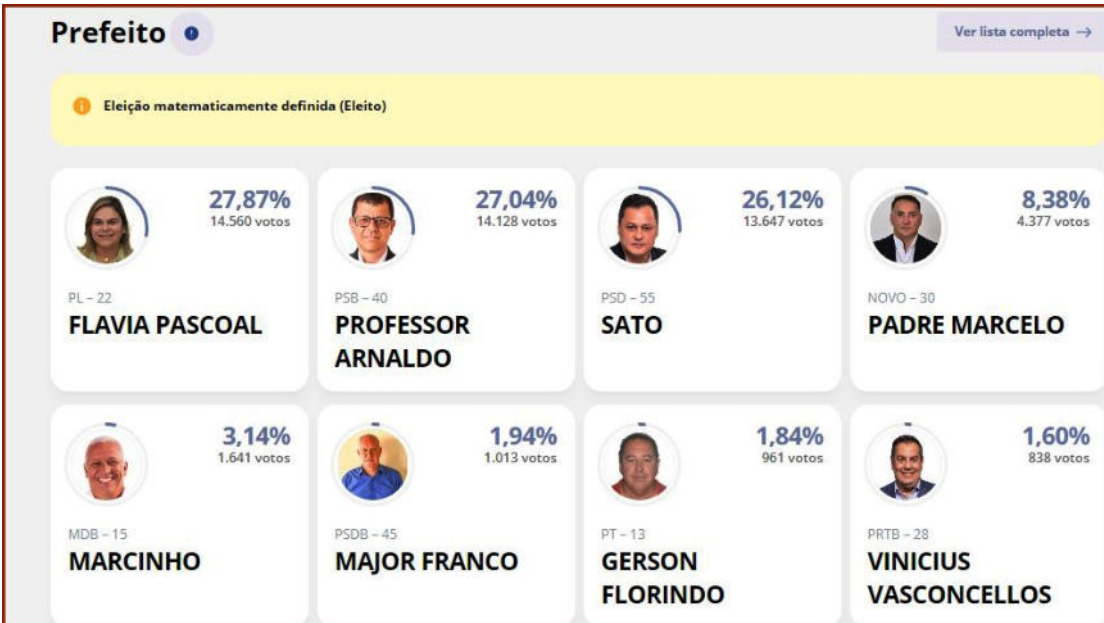 Prefeito
Ver lista completa →
Eleição matematicamente definida (Eleito)
27,87%
14.560 votos
PL – 22
FLAVIA PASCOAL
27,04%
14.128 votos
PSB – 40
PROFESSOR
ARNALDO
26,12%
13.647 votos
PSD – 55
SATO
8,38%
4.377 votos
NOVO – 30
PADRE MARCELO
3,14%
1.641 votos
MDB – 15
MARCINHO
1,94%
1.013 votos
PSDB – 45
MAJOR FRANCO
1,84%
961 votos
PT – 13
GERSON
FLORINDO
1,60%
838 votos
PRTB – 28
VINICIUS
VASCONCELLOS